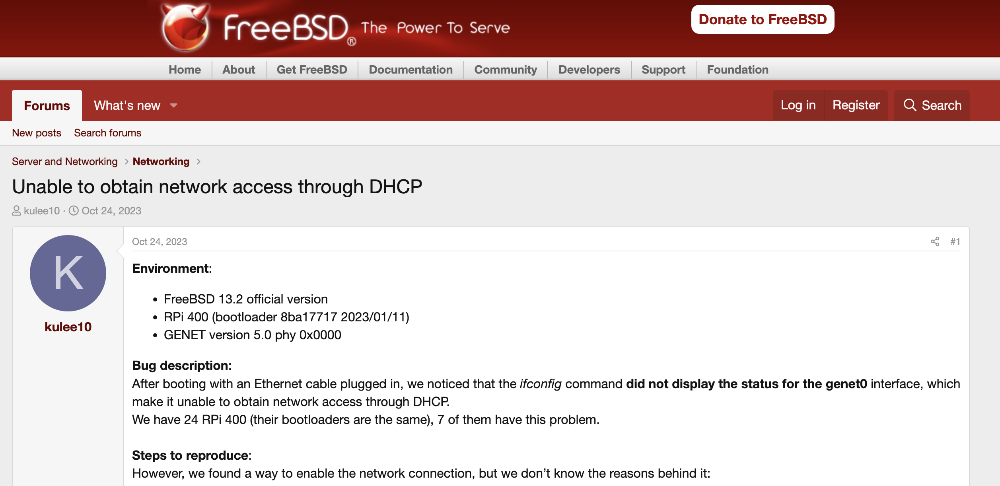 FreeBSD® The Power To Serve
Donate to FreeBSD
Home About Get FreeBSD Documentation Community Developers Support Foundation
Forums What's new Log in Register Search
New posts Search forums
Server and Networking Networking
Unable to obtain network access through DHCP
kulee10 · Oct 24, 2023
K
kulee10
Oct 24, 2023 #1
Environment:
• FreeBSD 13.2 official version
• RPi 400 (bootloader 8ba17717 2023/01/11)
• GENET version 5.0 phy 0x0000
Bug description:
After booting with an Ethernet cable plugged in, we noticed that the ifconfig command did not display the status for the genet0 interface, which
make it unable to obtain network access through DHCP.
We have 24 RPi 400 (their bootloaders are the same), 7 of them have this problem.
Steps to reproduce:
However, we found a way to enable the network connection, but we don’t know the reasons behind it: